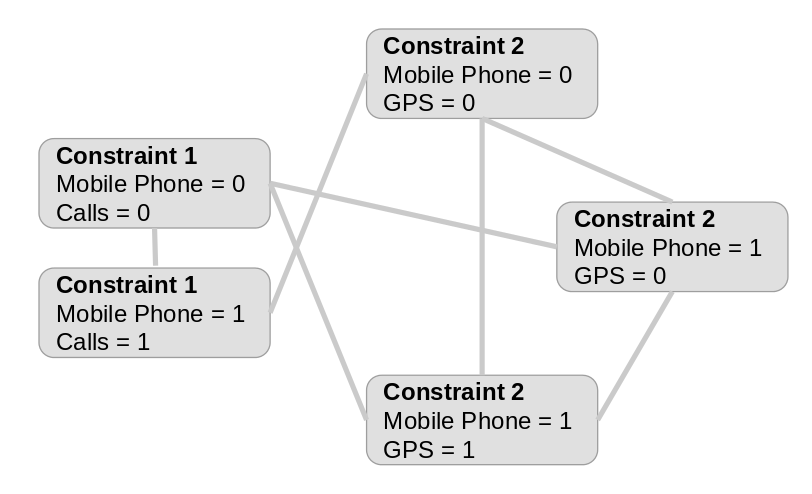 Constraint 2
Mobile Phone = 0
GPS = 0
Constraint 1
Mobile Phone = 0
Calls = 0
Constraint 2
Mobile Phone = 1
GPS = 0
Constraint 1
Mobile Phone = 1
Calls = 1
Constraint 2
Mobile Phone = 1
GPS = 1